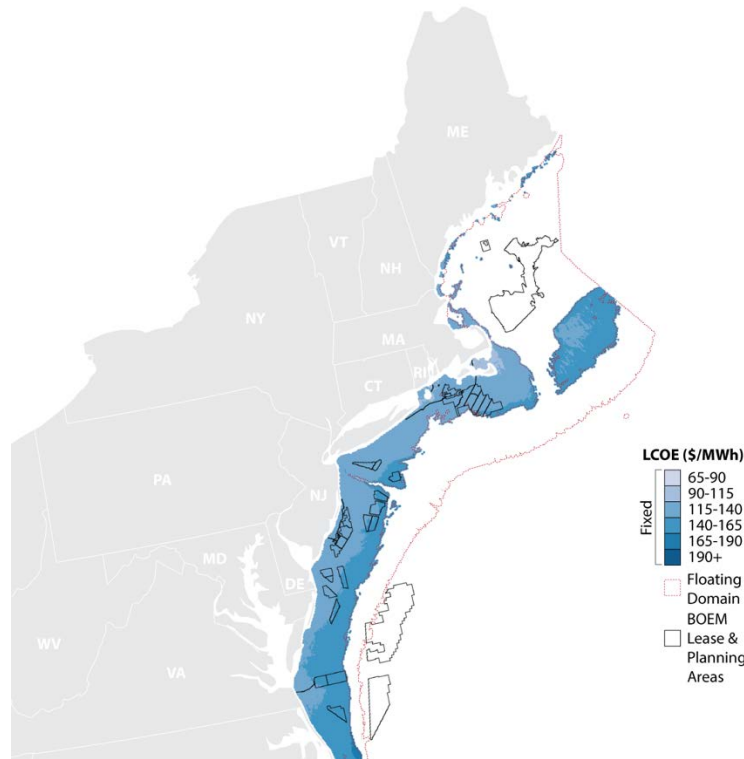 ME
VT
NH
NY
MA
CT
RI
PA
NJ
MD
DE
WV
VA
LCOE ($/MWh)
Fixed
65-90
90-115
115-140
140-165
165-190
190+
Floating
Domain
BOEM
Lease &
Planning
Areas